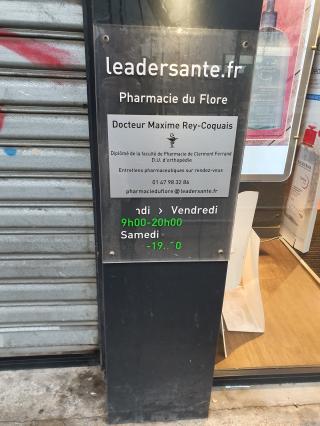 leadersante.fr
Pharmacie du Flore
Docteur Maxime Rey-Coquais
Diplômé de la faculté de Pharmacie de Clermont Ferrand
D.U. d'orthopédie
Entretiens pharmaceutiques sur rendez-vous
01 47 98 32 86
pharmacieduflore@leadersante.fr
ndi > Vendredi
9h00-20h00
Samedi